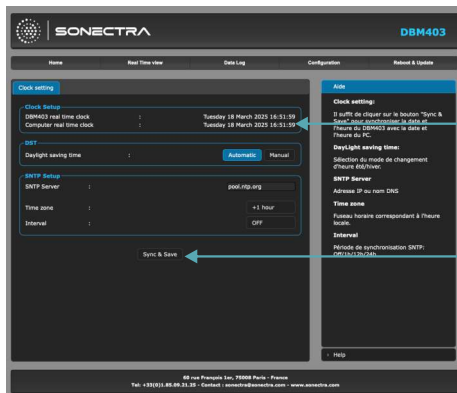 SONECTRA
DBM403
Home
Real Time view
Data Log
Configuration
Reboot & Update
Clock setting
Clock Setup
DBM403 real time clock : Tuesday 18 March 2025 16:51:59
Computer real time clock : Tuesday 18 March 2025 16:51:59
DST
Daylight saving time : Automatic Manual
SNTP Setup
SNTP Server : pool.ntp.org
Time zone : +1 hour
Interval : OFF
Sync & Save
Aide
Clock setting:
Il suffit de cliquer sur le bouton "Sync &
Save" pour synchroniser la date et
l'heure du DBM403 avec la date et
l'heure du PC.
DayLight saving time:
Sélection du mode de changement
d'heure été/hiver.
SNTP Server
Adresse IP ou nom DNS
Time zone
Fuseau horaire correspondant à l'heure
locale.
Interval
Période de synchronisation SNTP:
Off/1h/12h/24h
Help
60 rue François 1er, 75008 Paris - France
Tel: +33(0)1.85.09.21.25 - Contact : sonectra@sonectra.com - www.sonectra.com